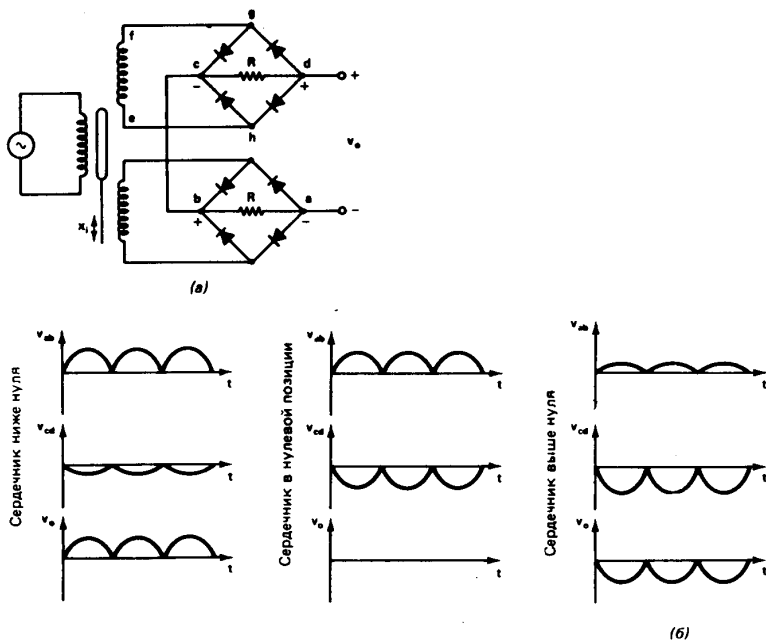 g
f
c R d
− +
+
e
h
v₀
~
b R a
+ −
−
xᵢ
(а)
Сердечник ниже нуля
v_ab
t
v_cd
t
v₀
t
Сердечник в нулевой позиции
v_ab
t
v_cd
t
v₀
t
Сердечник выше нуля
v_ab
t
v_cd
t
v₀
t
(б)